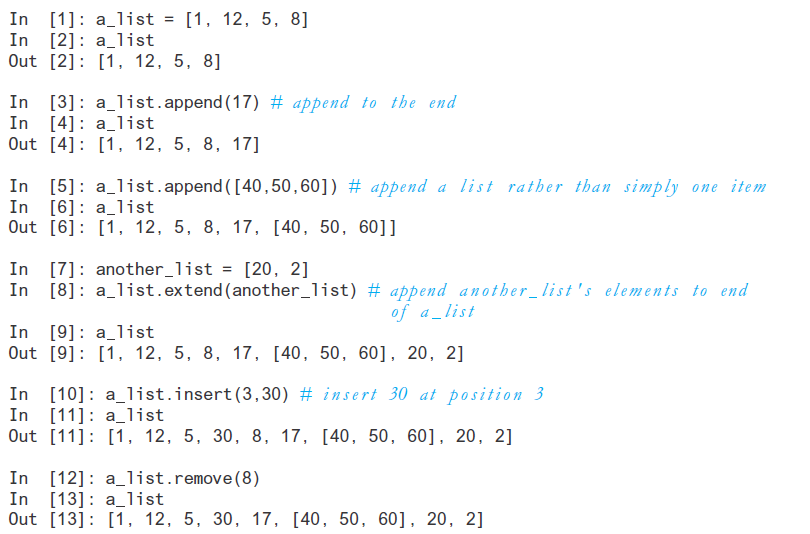 In  [1]: a_list = [1, 12, 5, 8]
In  [2]: a_list
Out [2]: [1, 12, 5, 8]
In  [3]: a_list.append(17) # append to the end
In  [4]: a_list
Out [4]: [1, 12, 5, 8, 17]
In  [5]: a_list.append([40,50,60]) # append a list rather than simply one item
In  [6]: a_list
Out [6]: [1, 12, 5, 8, 17, [40, 50, 60]]
In  [7]: another_list = [20, 2]
In  [8]: a_list.extend(another_list) # append another_list's elements to end
of a_list
In  [9]: a_list
Out [9]: [1, 12, 5, 8, 17, [40, 50, 60], 20, 2]
In  [10]: a_list.insert(3,30) # insert 30 at position 3
In  [11]: a_list
Out [11]: [1, 12, 5, 30, 8, 17, [40, 50, 60], 20, 2]
In  [12]: a_list.remove(8)
In  [13]: a_list
Out [13]: [1, 12, 5, 30, 17, [40, 50, 60], 20, 2]